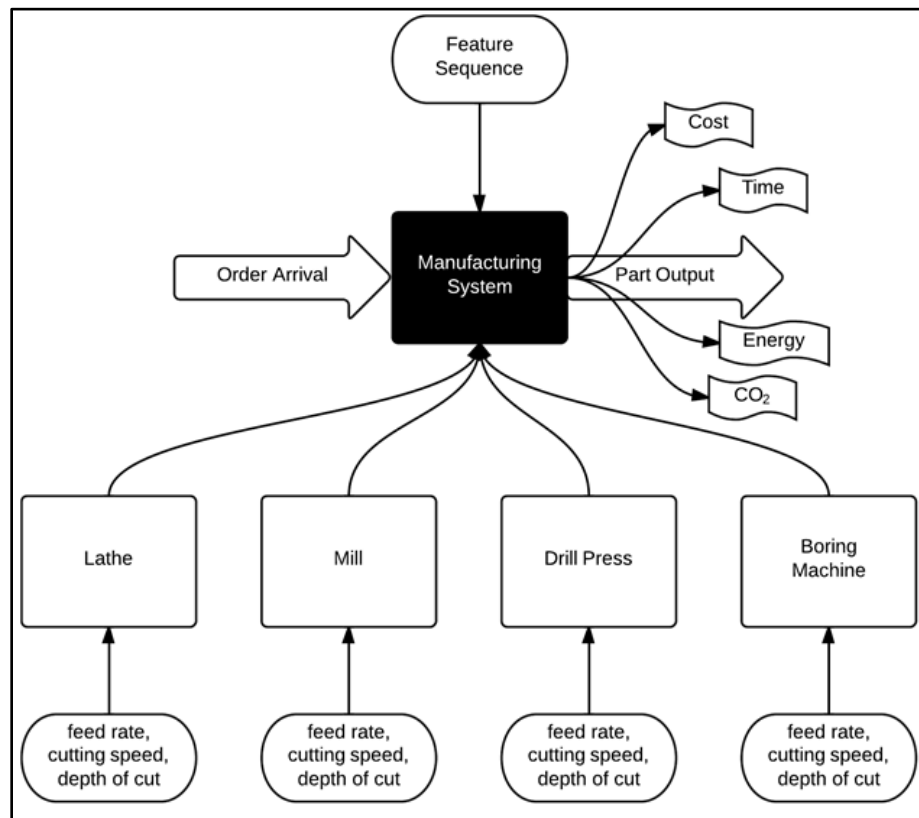 Feature
Sequence
Cost
Time
Order Arrival
Manufacturing
System
Part Output
Energy
CO₂
Lathe
Mill
Drill Press
Boring
Machine
feed rate,
cutting speed,
depth of cut
feed rate,
cutting speed,
depth of cut
feed rate,
cutting speed,
depth of cut
feed rate,
cutting speed,
depth of cut